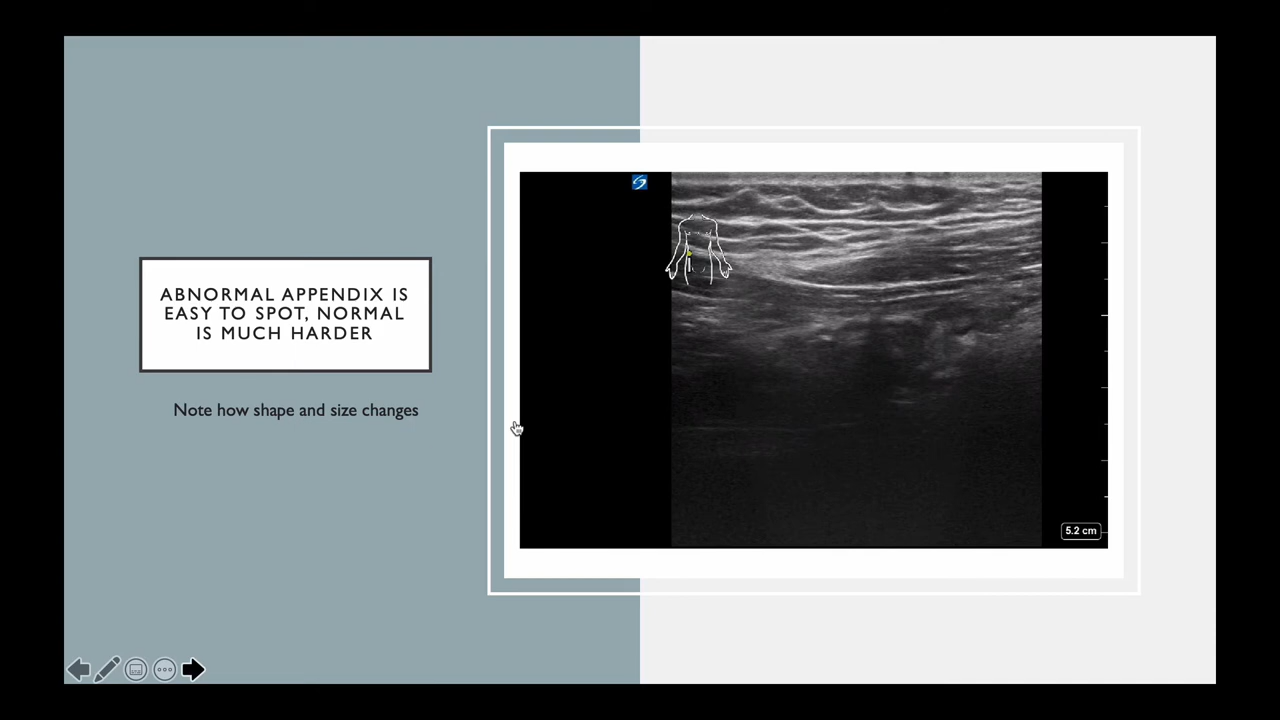 ABNORMAL APPENDIX IS
EASY TO SPOT, NORMAL
IS MUCH HARDER
Note how shape and size changes
5.2 cm